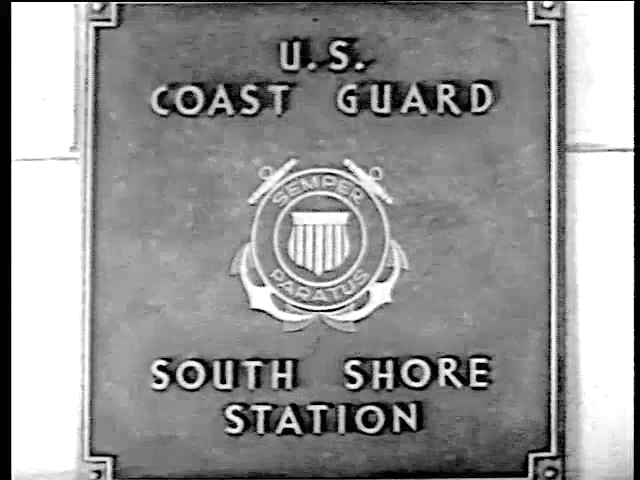 U.S.
COAST GUARD
SEMPER
PARATUS
SOUTH SHORE
STATION